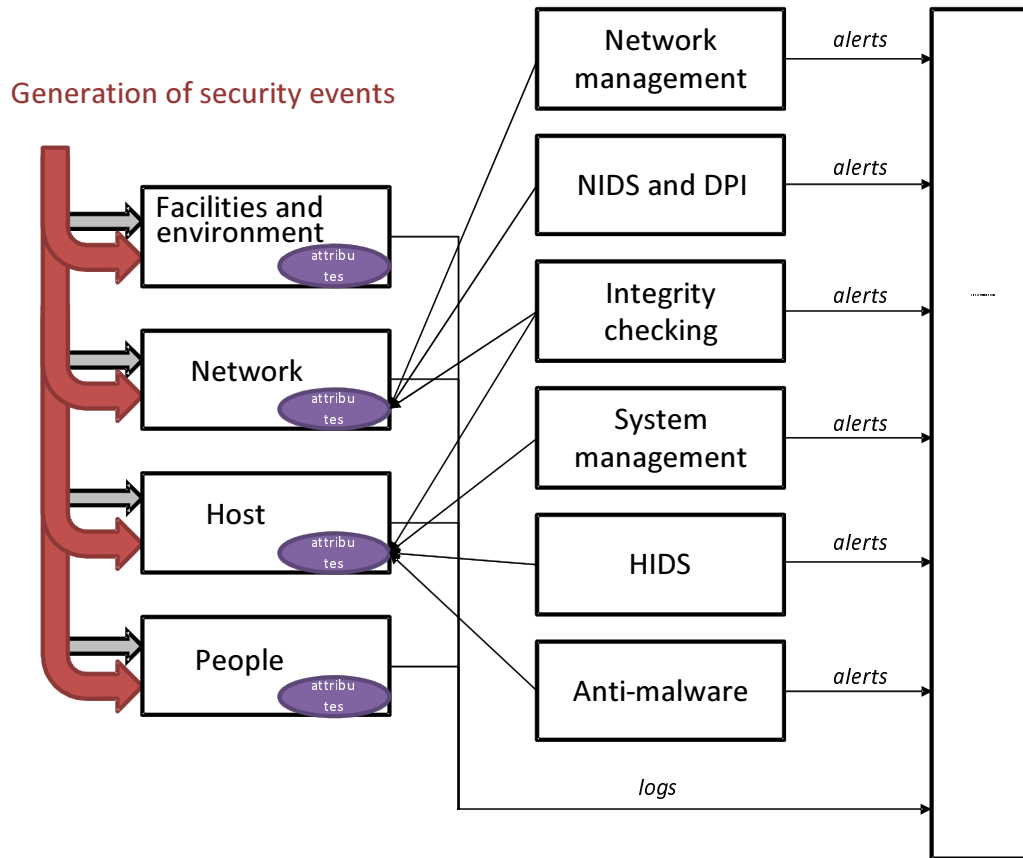 Generation of security events
Facilities and
environment
attribu
tes
Network
attribu
tes
Host
attribu
tes
People
attribu
tes
Network
management
NIDS and DPI
Integrity
checking
System
management
HIDS
Anti-malware
alerts
alerts
alerts
alerts
alerts
alerts
logs